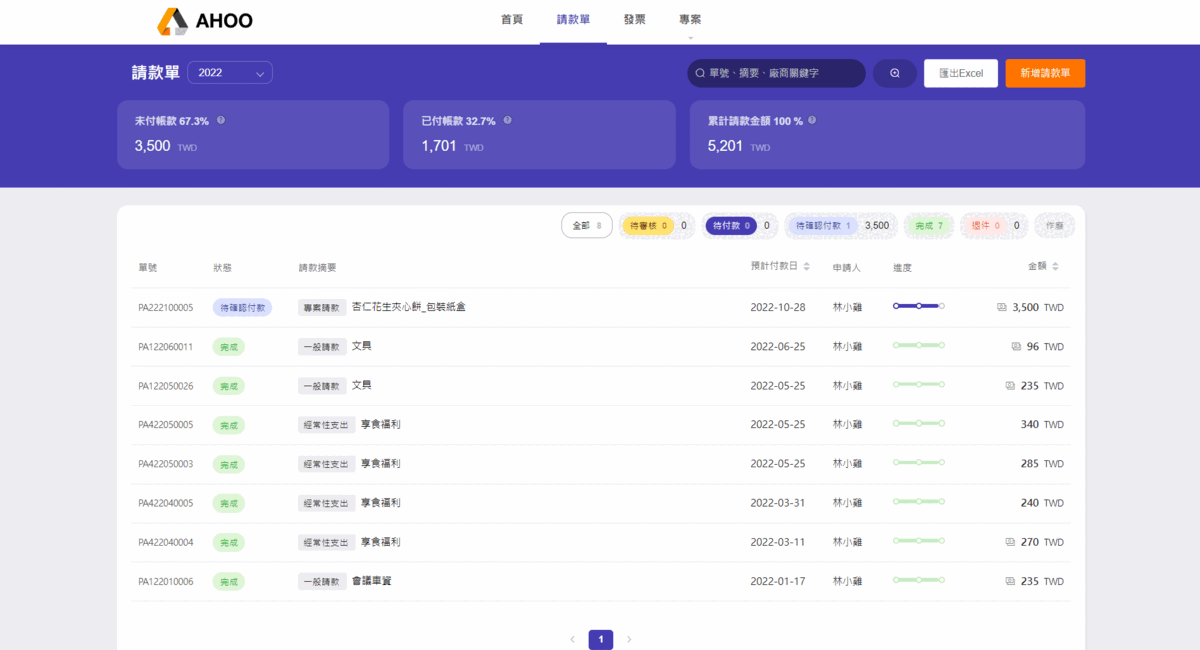 AHOO 首頁 請款單 發票 專案
請款單 2022 單號、摘要、廠商關鍵字 匯出Excel 新增請款單
未付帳款 67.3% 已付帳款 32.7% 累計請款金額 100 %
3,500 TWD 1,701 TWD 5,201 TWD
全部 8 待審核 0 0 待付款 0 0 待確認付款 1 3,500 完成 7 退件 0 0 作廢
單號 狀態 請款摘要 預計付款日 申請人 進度 金額
PA222100005 待確認付款 專案請款 杏仁花生夾心餅_包裝紙盒 2022-10-28 林小雞 3,500 TWD
PA122060011 完成 一般請款 文具 2022-06-25 林小雞 96 TWD
PA122050026 完成 一般請款 文具 2022-05-25 林小雞 235 TWD
PA422050005 完成 經常性支出 享食福利 2022-05-25 林小雞 340 TWD
PA422050003 完成 經常性支出 享食福利 2022-05-25 林小雞 285 TWD
PA422040005 完成 經常性支出 享食福利 2022-03-31 林小雞 240 TWD
PA422040004 完成 經常性支出 享食福利 2022-03-11 林小雞 270 TWD
PA122010006 完成 一般請款 會議車資 2022-01-17 林小雞 235 TWD
1